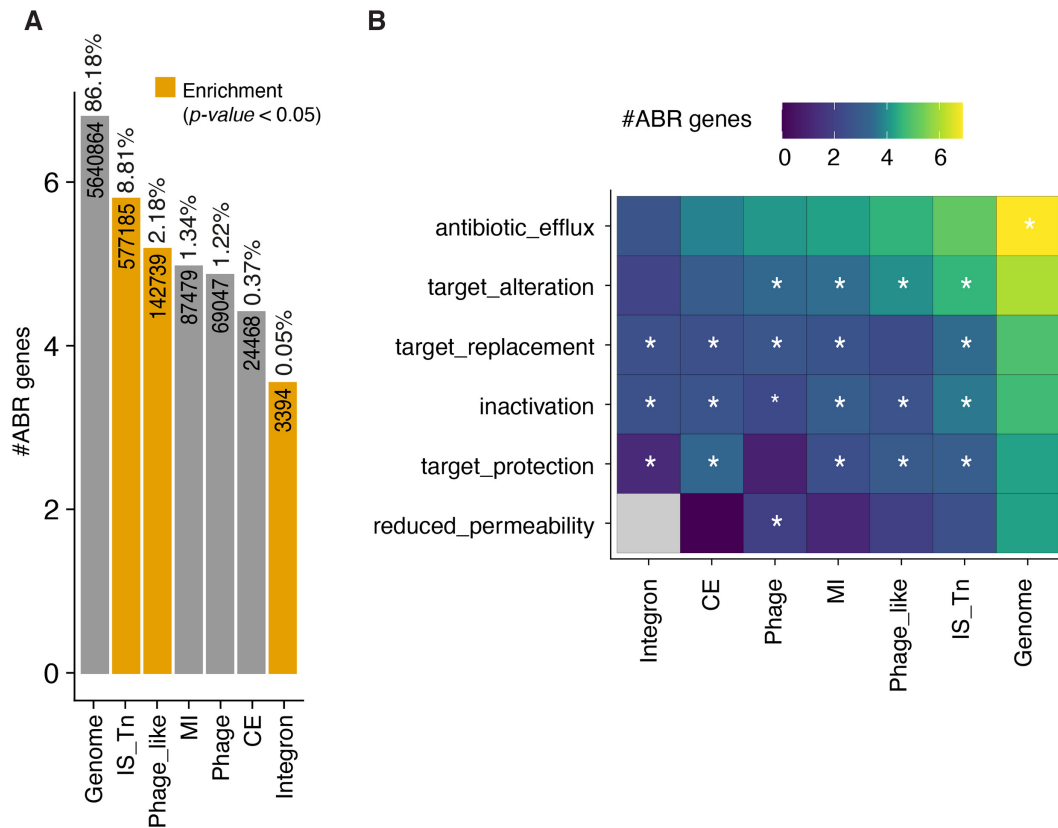 A
#ABR genes
6
4
2
0
86.18%
5640864
8.81%
577185
2.18%
142739
1.34%
87479
1.22%
69047
0.37%
24468
0.05%
3394
Enrichment
(p-value < 0.05)
Genome
IS_Tn
Phage_like
MI
Phage
CE
Integron
B
#ABR genes
0 2 4 6
antibiotic_efflux *
target_alteration * * * *
target_replacement * * * * *
inactivation * * * * * *
target_protection * * * * *
reduced_permeability *
Integron
CE
Phage
MI
Phage_like
IS_Tn
Genome